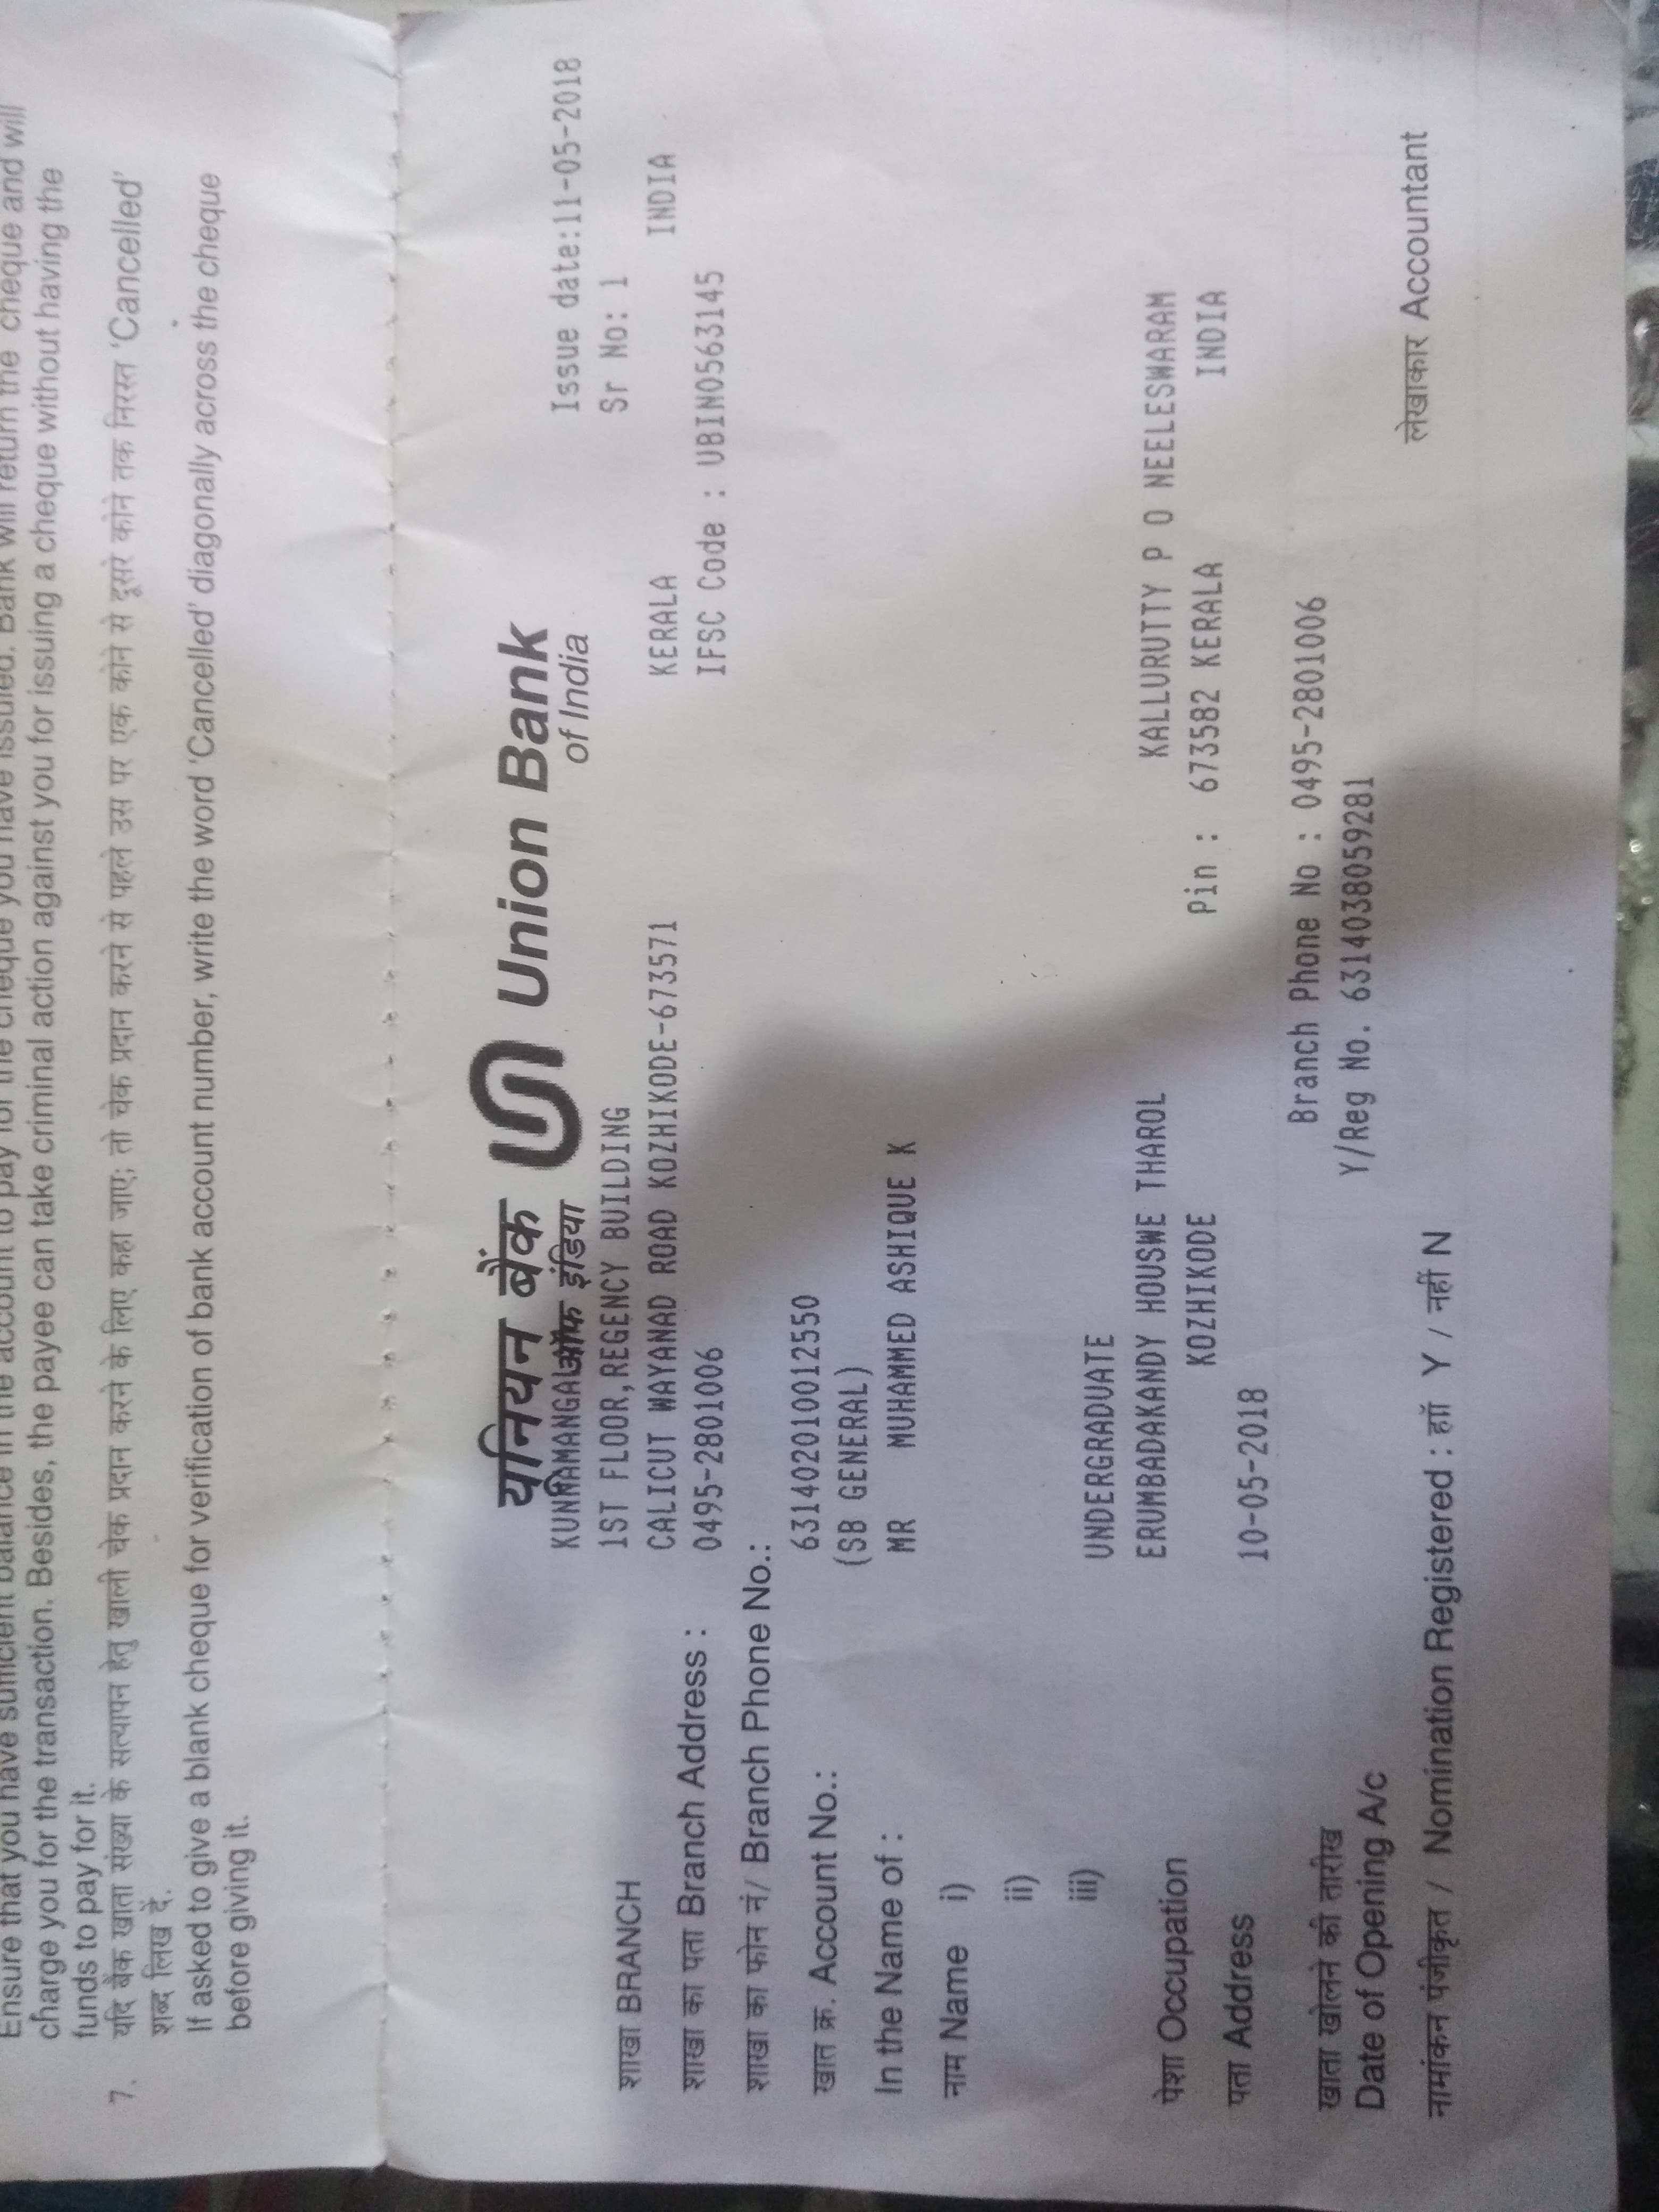 Ensure that you have sufficient balance in the account to pay for the cheque you have issued. Bank will return the cheque and will
charge you for the transaction. Besides, the payee can take criminal action against you for issuing a cheque without having the
funds to pay for it.
7. यदि बैंक खाता संख्या के सत्यापन हेतु खाली चेक प्रदान करने के लिए कहा जाए; तो चेक प्रदान करने से पहले उस पर एक कोने से दूसरे कोने तक निरस्त 'Cancelled'
शब्द लिख दें.
If asked to give a blank cheque for verification of bank account number, write the word 'Cancelled' diagonally across the cheque
before giving it.
यूनियन बैंक Union Bank
ऑफ इंडिया of India
Issue date:11-05-2018
KUNNAMANGAL
शाखा BRANCH 1ST FLOOR,REGENCY BUILDING Sr No: 1
CALICUT WAYANAD ROAD KOZHIKODE-673571 KERALA INDIA
शाखा का पता Branch Address : 0495-2801006 IFSC Code : UBIN0563145
शाखा का फोन नं/ Branch Phone No.:
खात क्र. Account No.: 631402010012550
(SB GENERAL)
In the Name of : MR MUHAMMED ASHIQUE K
नाम Name i)
ii)
iii)
UNDERGRADUATE
पेशा Occupation ERUMBADAKANDY HOUSWE THAROL KALLURUTTY P O NEELESWARAM
KOZHIKODE Pin : 673582 KERALA INDIA
पता Address 10-05-2018
Branch Phone No : 0495-2801006
खाता खोलने की तारीख Y/Reg No. 631403805928​1
Date of Opening A/c
लेखाकार Accountant
नामांकन पंजीकृत / Nomination Registered : हाॅ Y / नहीं N